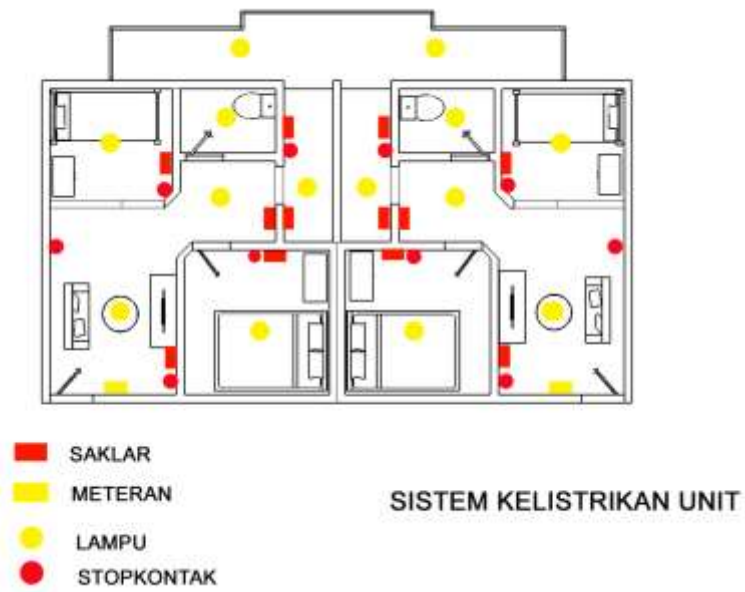 SAKLAR
METERAN
SISTEM KELISTRIKAN UNIT
LAMPU
STOPKONTAK